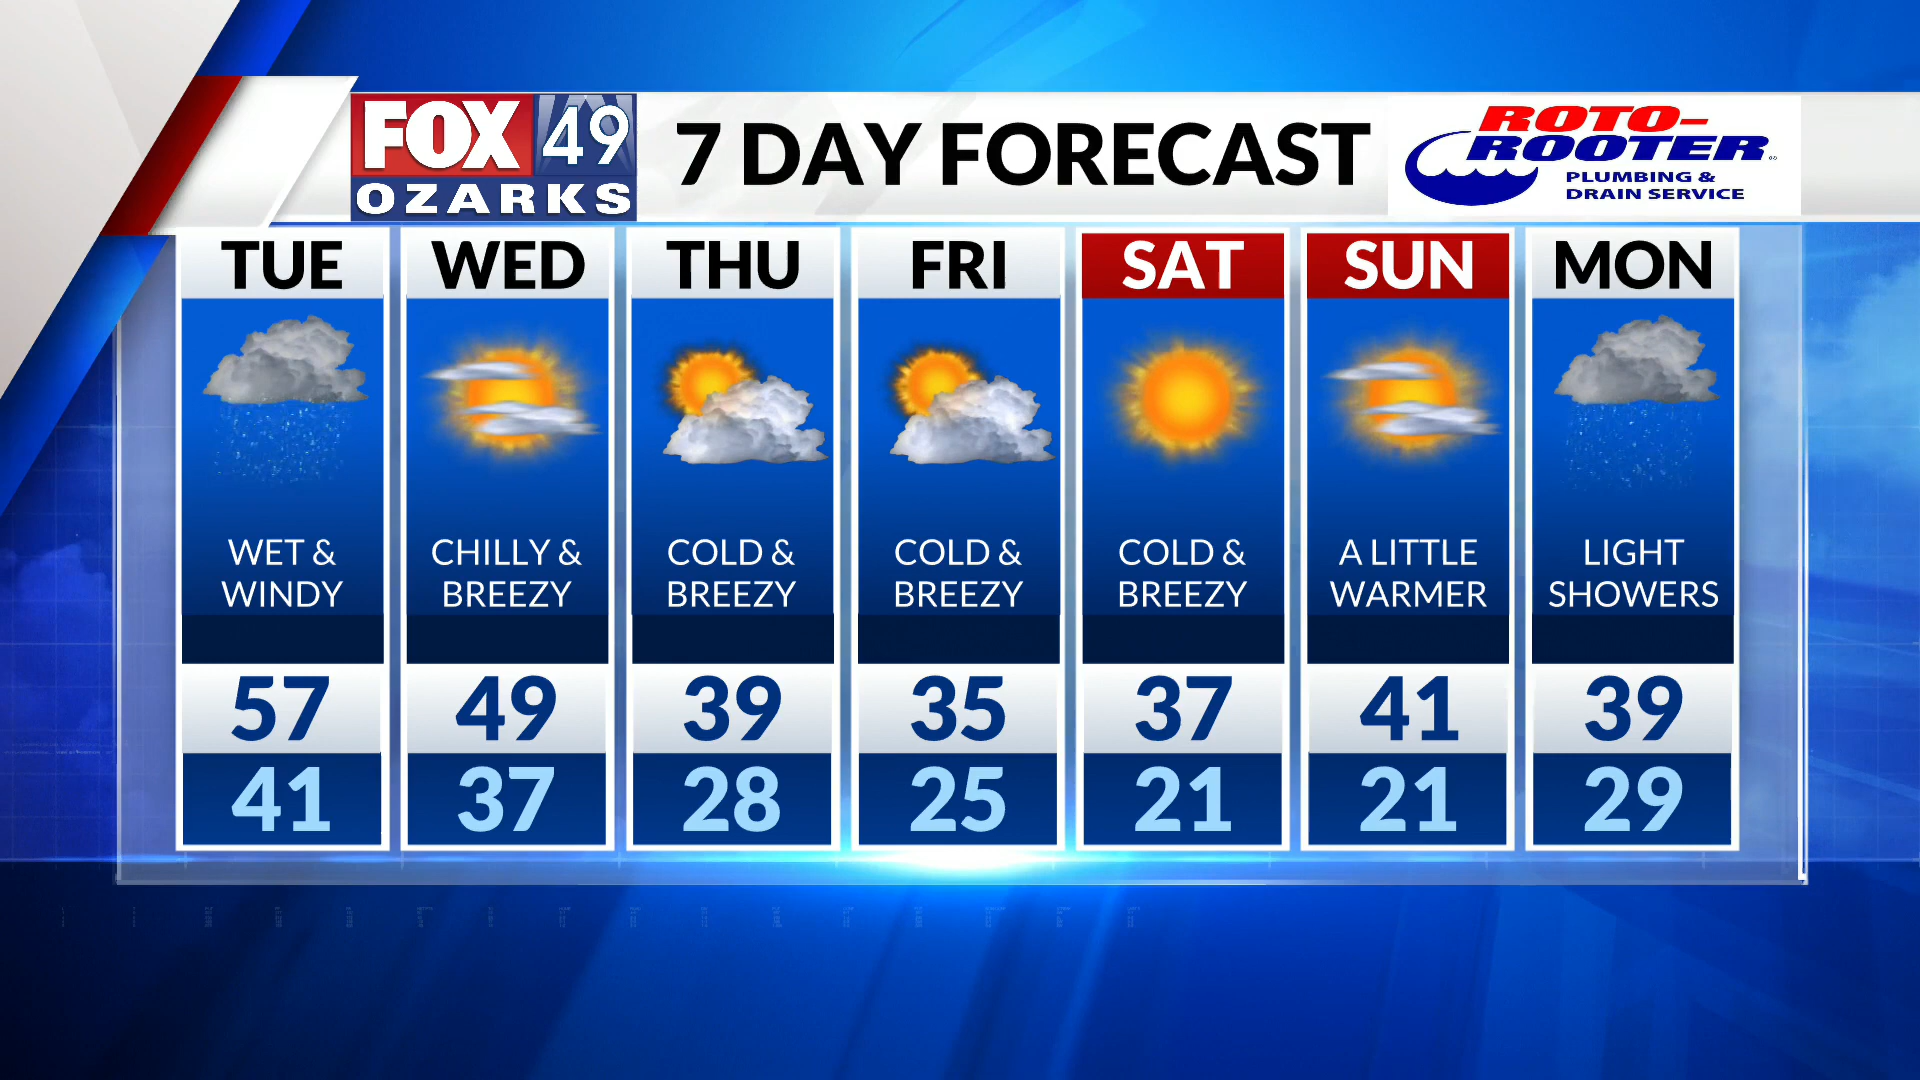 FOX 49
OZARKS
7 DAY FORECAST
ROTO-
ROOTER
PLUMBING &
DRAIN SERVICE
TUE
WED
THU
FRI
SAT
SUN
MON
WET &
WINDY
CHILLY &
BREEZY
COLD &
BREEZY
COLD &
BREEZY
COLD &
BREEZY
A LITTLE
WARMER
LIGHT
SHOWERS
57
49
39
35
37
41
39
41
37
28
25
21
21
29